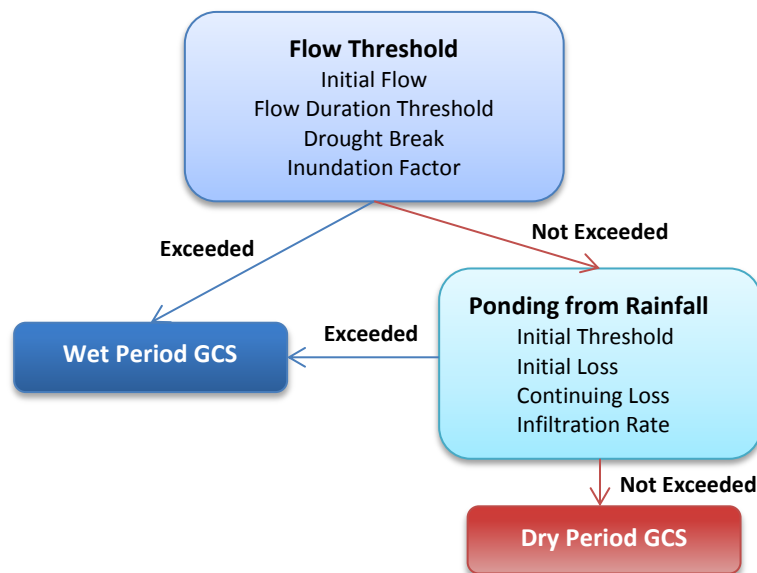 Flow Threshold
Initial Flow
Flow Duration Threshold
Drought Break
Inundation Factor
Exceeded
Not Exceeded
Ponding from Rainfall
Initial Threshold
Initial Loss
Continuing Loss
Infiltration Rate
Exceeded
Wet Period GCS
Not Exceeded
Dry Period GCS